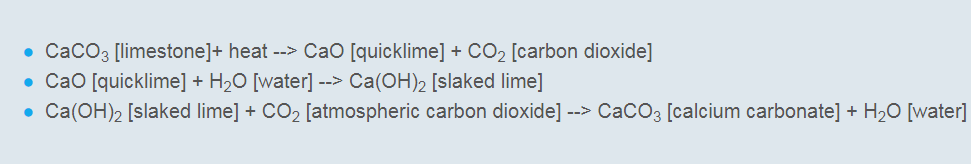 • CaCO₃ [limestone]+ heat --> CaO [quicklime] + CO₂ [carbon dioxide]
• CaO [quicklime] + H₂O [water] --> Ca(OH)₂ [slaked lime]
• Ca(OH)₂ [slaked lime] + CO₂ [atmospheric carbon dioxide] --> CaCO₃ [calcium carbonate] + H₂O [water]